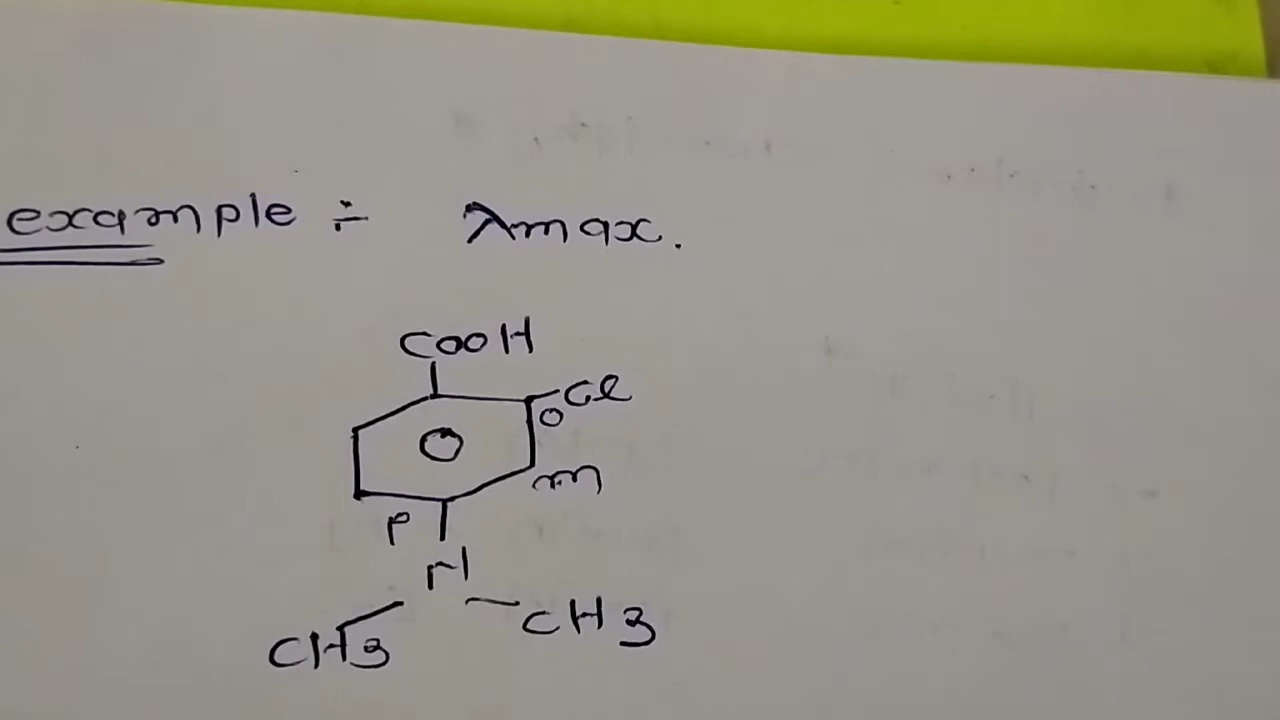 example ÷ λmax.
COOH
Cl
o
m
P
N
CH3
CH3